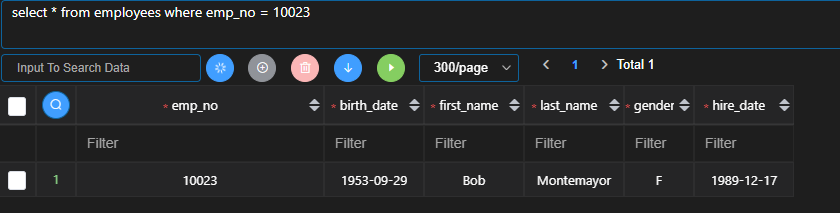 select * from employees where emp_no = 10023
Input To Search Data 300/page 1 Total 1
* emp_no * birth_date * first_name * last_name * gender * hire_date
Filter Filter Filter Filter Filter Filter
1 10023 1953-09-29 Bob Montemayor F 1989-12-17